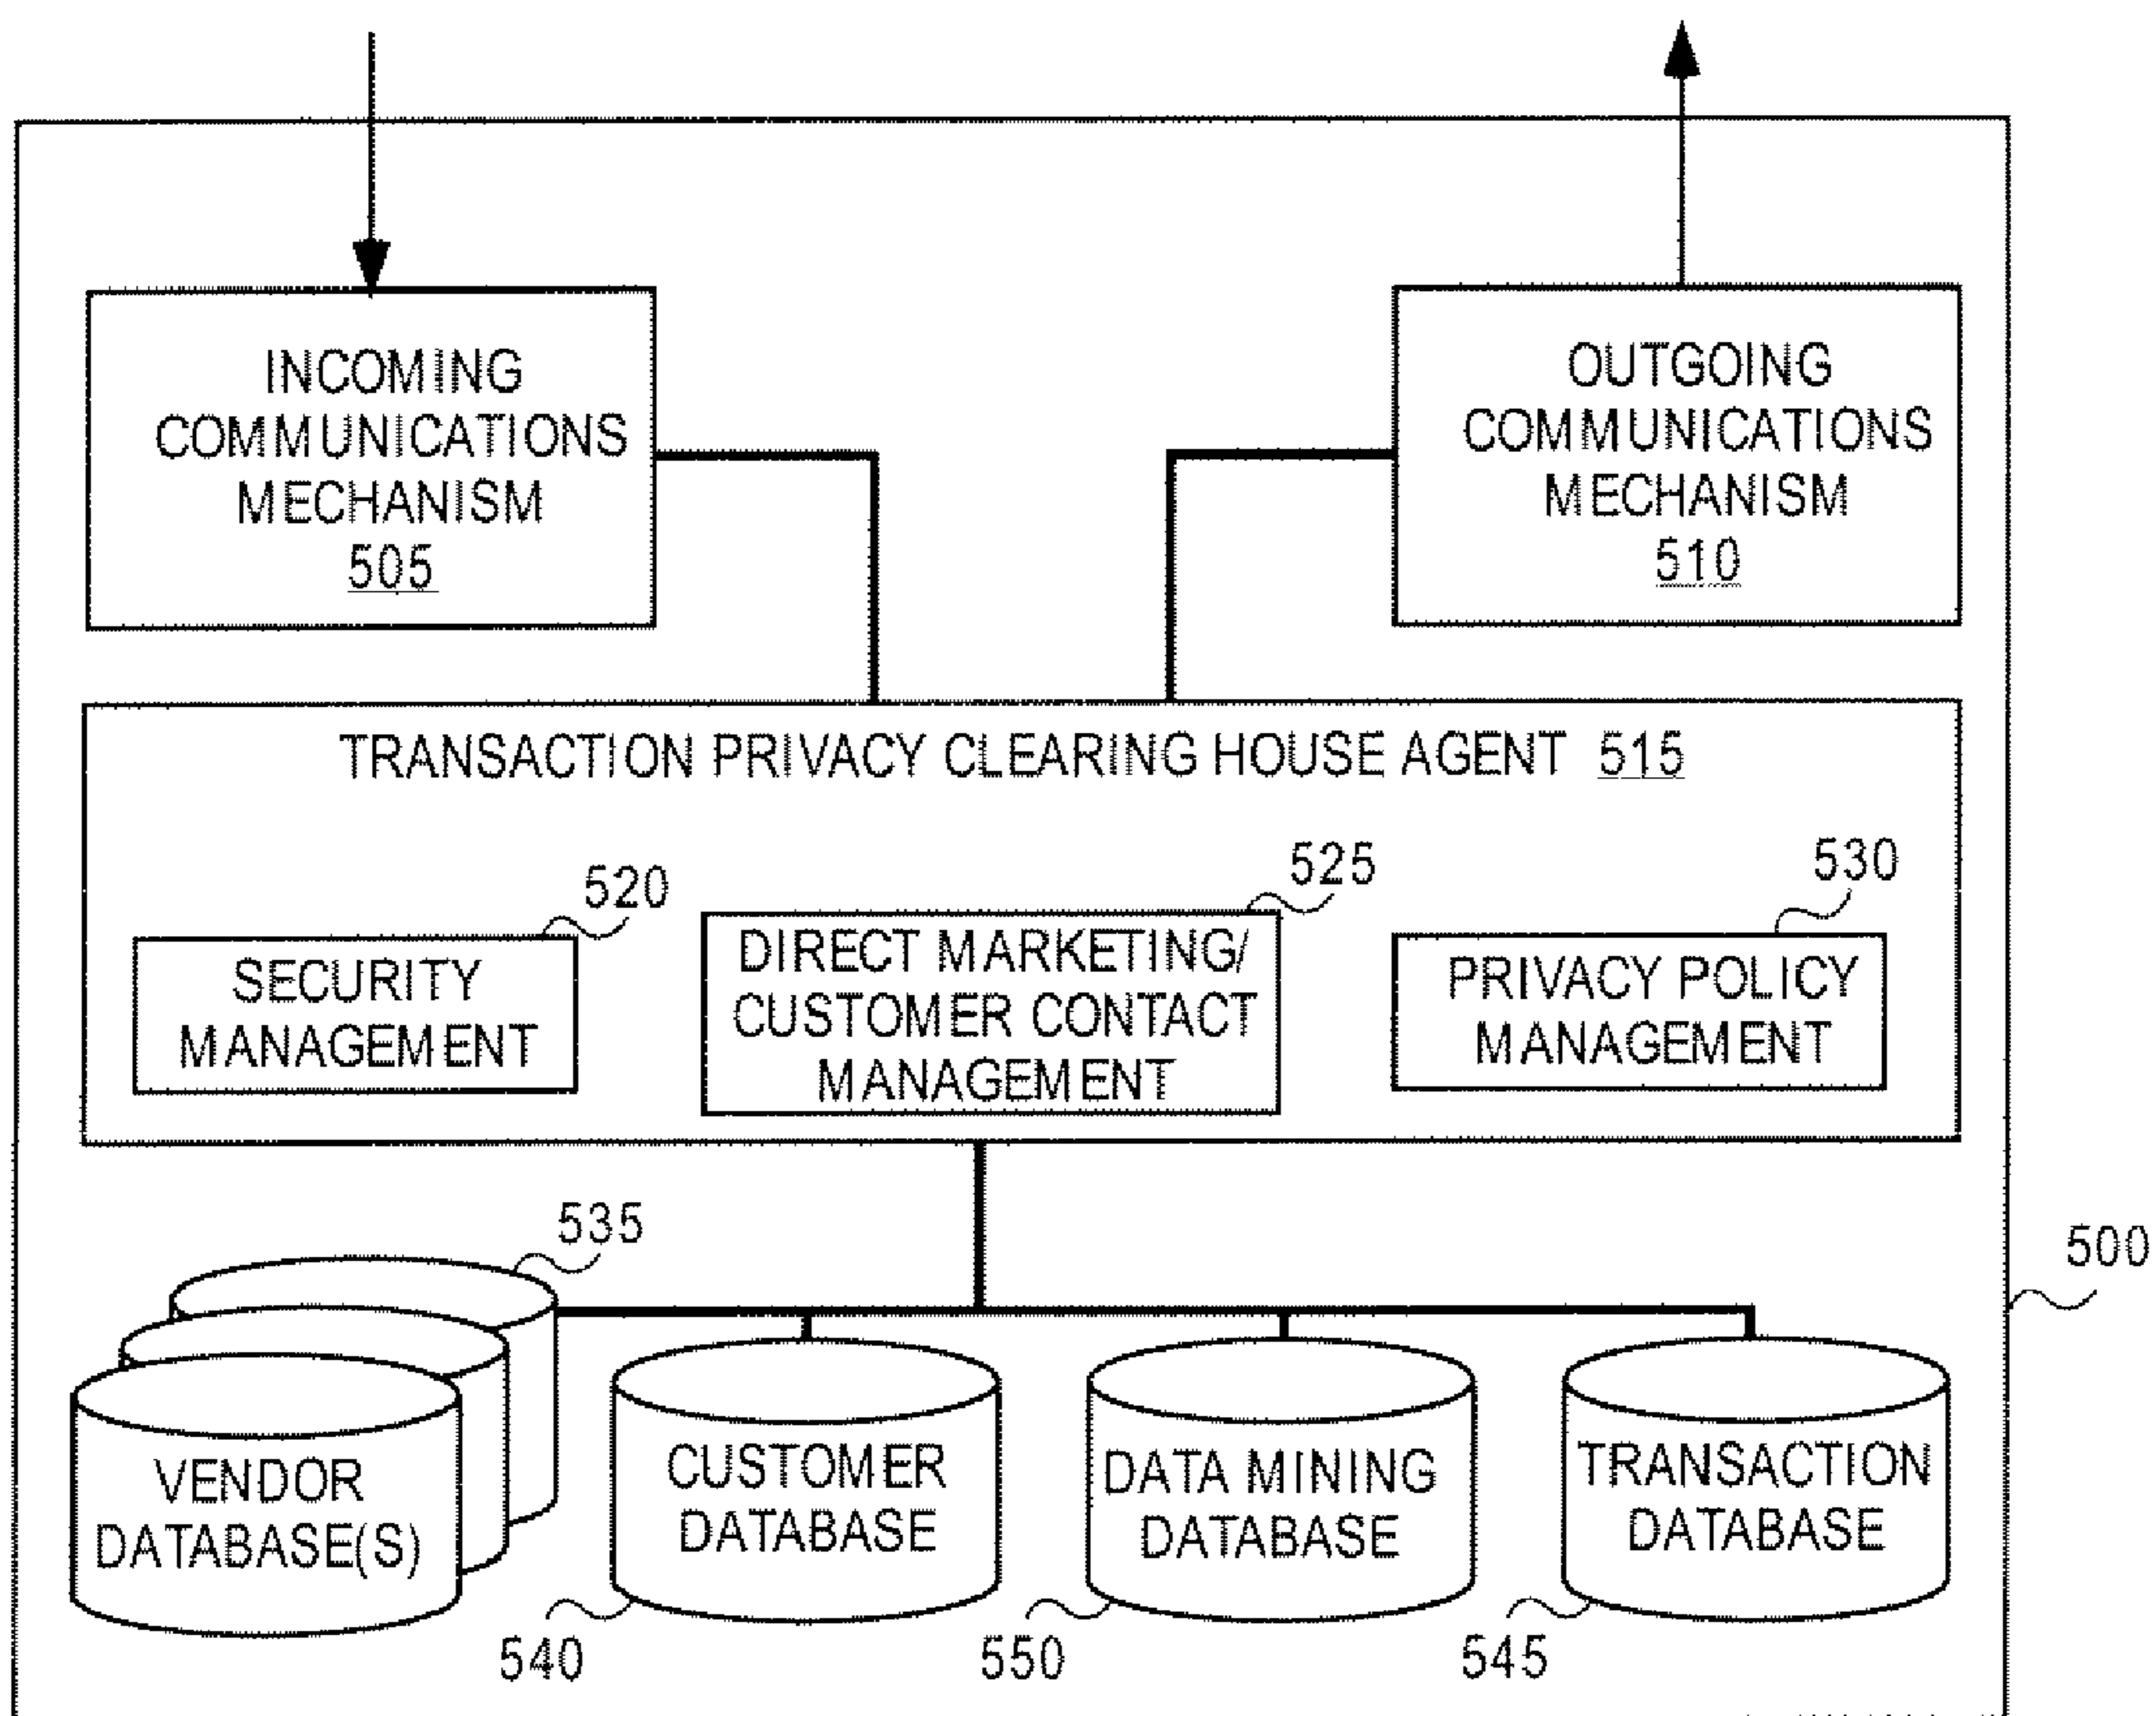 INCOMING
COMMUNICATIONS
MECHANISM
505
OUTGOING
COMMUNICATIONS
MECHANISM
510
TRANSACTION PRIVACY CLEARING HOUSE AGENT 515
520
SECURITY
MANAGEMENT
525
DIRECT MARKETING/
CUSTOMER CONTACT
MANAGEMENT
530
PRIVACY POLICY
MANAGEMENT
535
500
VENDOR
DATABASE(S)
CUSTOMER
DATABASE
DATA MINING
DATABASE
TRANSACTION
DATABASE
540
550
545